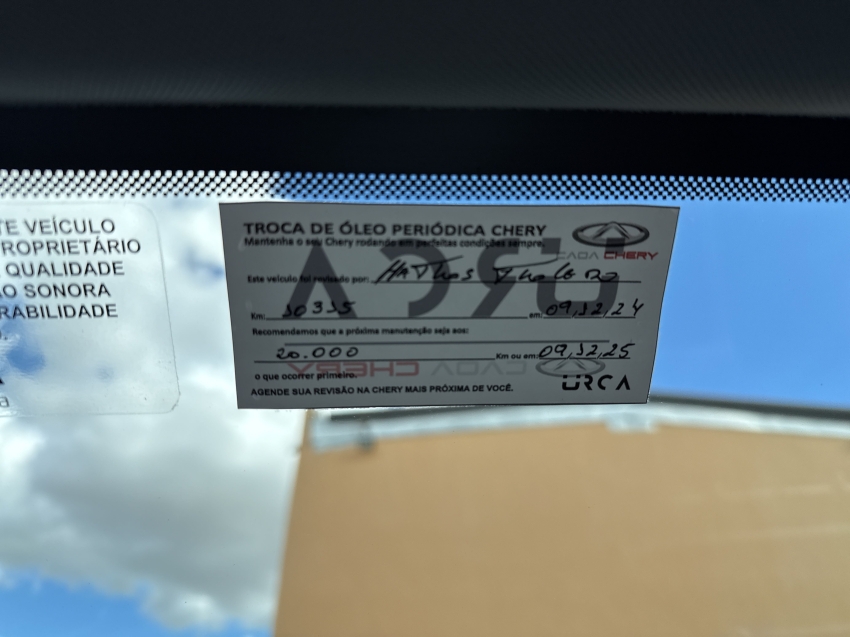 TE VEÍCULO
ROPRIETÁRIO
QUALIDADE
O SONORA
RABILIDADE
TROCA DE ÓLEO PERIÓDICA CHERY
Mantenha o seu Chery rodando em perfeitas condições sempre.
CAOA CHERY
Este veículo foi revisado por:
Km: 10335 em: 09,12,24
Recomendamos que a próxima manutenção seja aos:
20.000 Km ou em: 09,12,25
o que ocorrer primeiro.
AGENDE SUA REVISÃO NA CHERY MAIS PRÓXIMA DE VOCÊ.
URCA